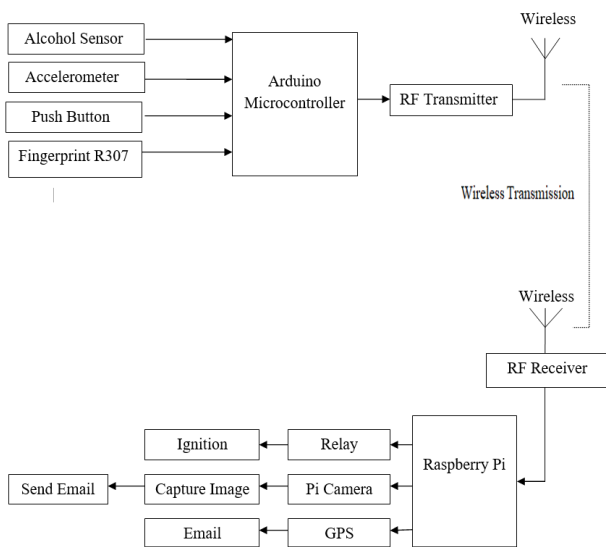 Wireless
Alcohol Sensor
Accelerometer
Push Button
Fingerprint R307
Arduino
Microcontroller
RF Transmitter
Wireless Transmission
Wireless
RF Receiver
Raspberry Pi
Ignition
Relay
Send Email
Capture Image
Pi Camera
Email
GPS